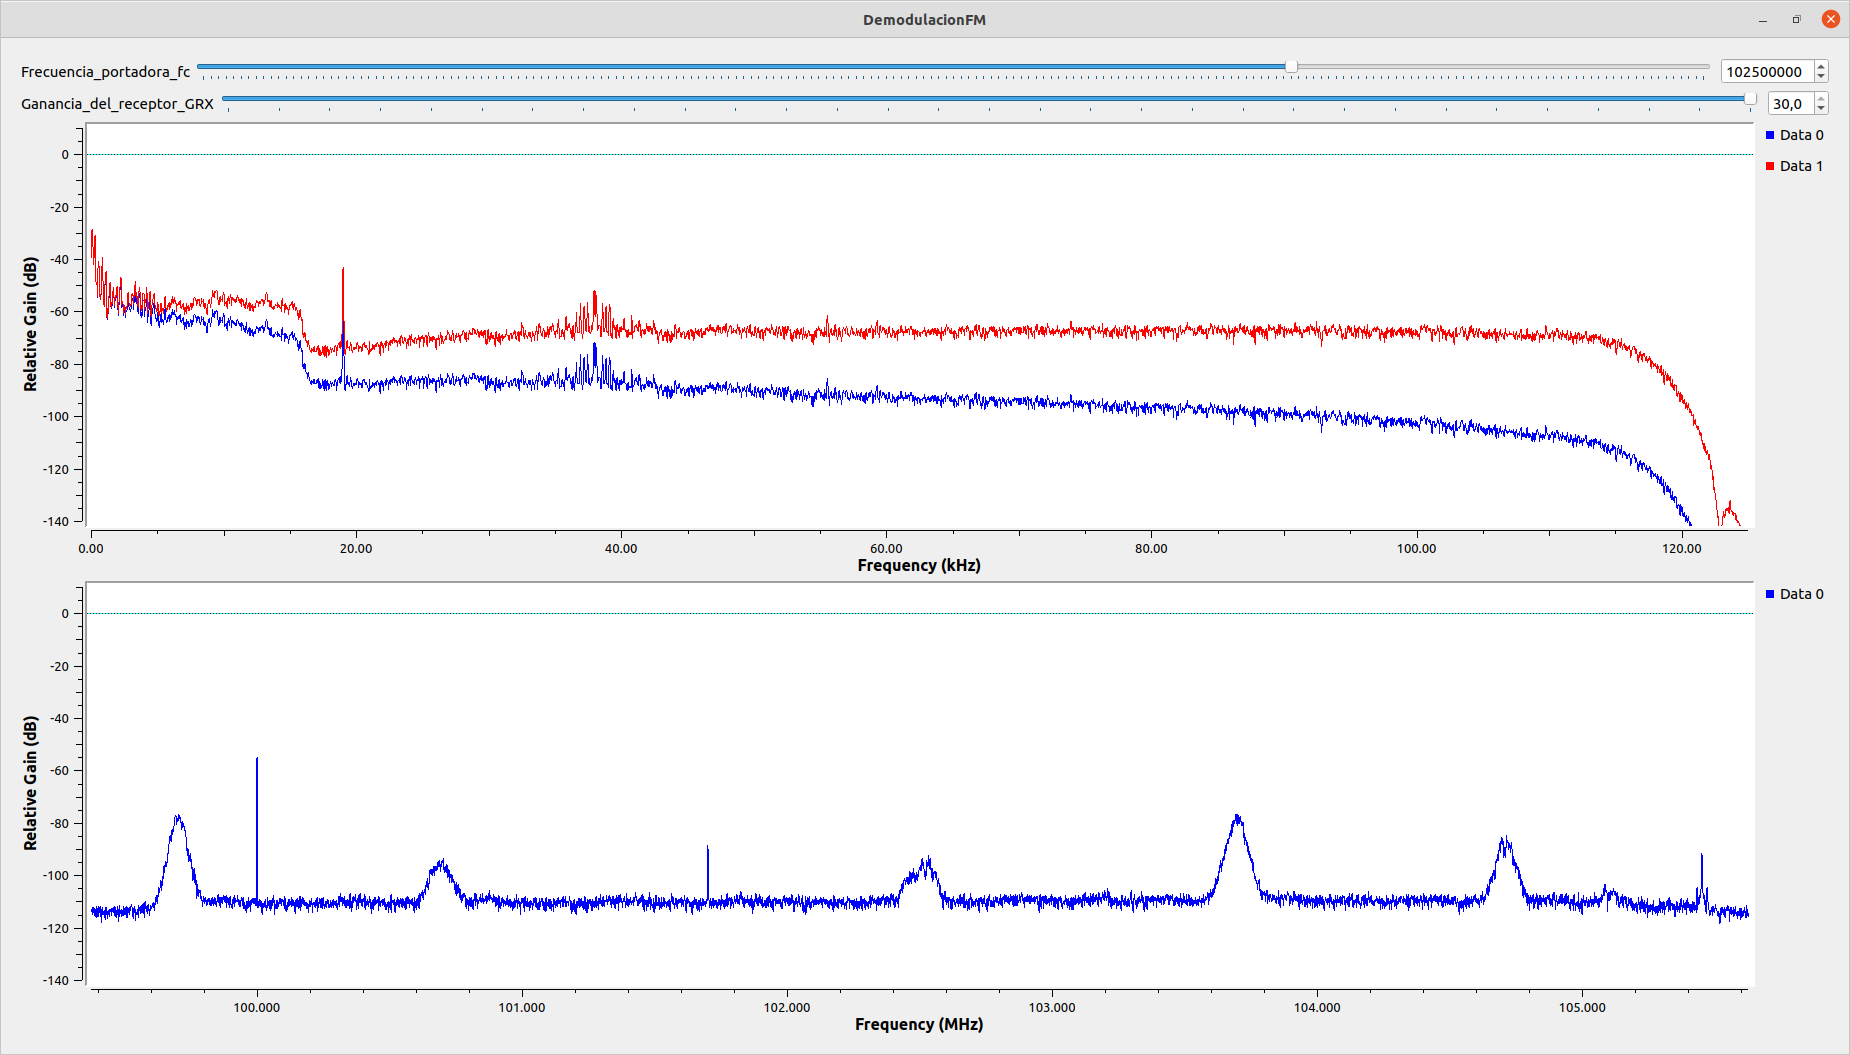 DemodulacionFM
Frecuencia_portadora_fc 102500000
Ganancia_del_receptor_GRX 30,0
Data 0
Data 1
Relative Gain (dB)
0
-20
-40
-60
-80
-100
-120
-140
0.00 20.00 40.00 60.00 80.00 100.00 120.00
Frequency (kHz)
Data 0
Relative Gain (dB)
0
-20
-40
-60
-80
-100
-120
-140
100.000 101.000 102.000 103.000 104.000 105.000
Frequency (MHz)